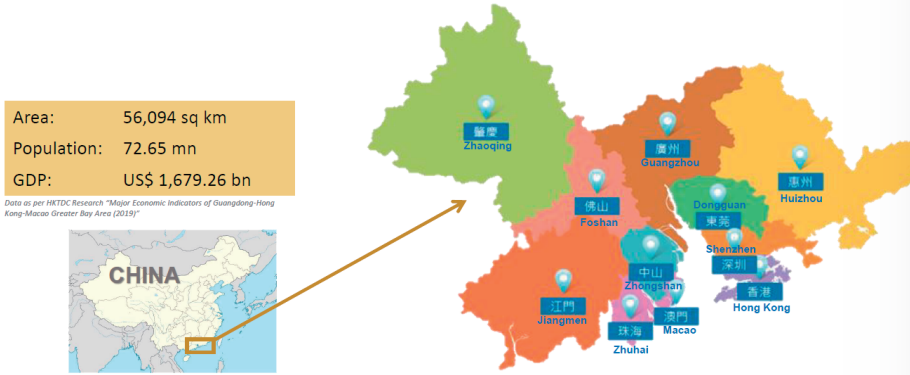 Area: 56,094 sq km
Population: 72.65 mn
GDP: US$ 1,679.26 bn
Data as per HKTDC Research "Major Economic Indicators of Guangdong-Hong
Kong-Macao Greater Bay Area (2019)"
CHINA
肇慶
Zhaoqing
廣州
Guangzhou
惠州
Huizhou
佛山
Foshan
Dongguan
東莞
Shenzhen
深圳
中山
Zhongshan
香港
Hong Kong
江門
Jiangmen
珠海
Zhuhai
澳門
Macao